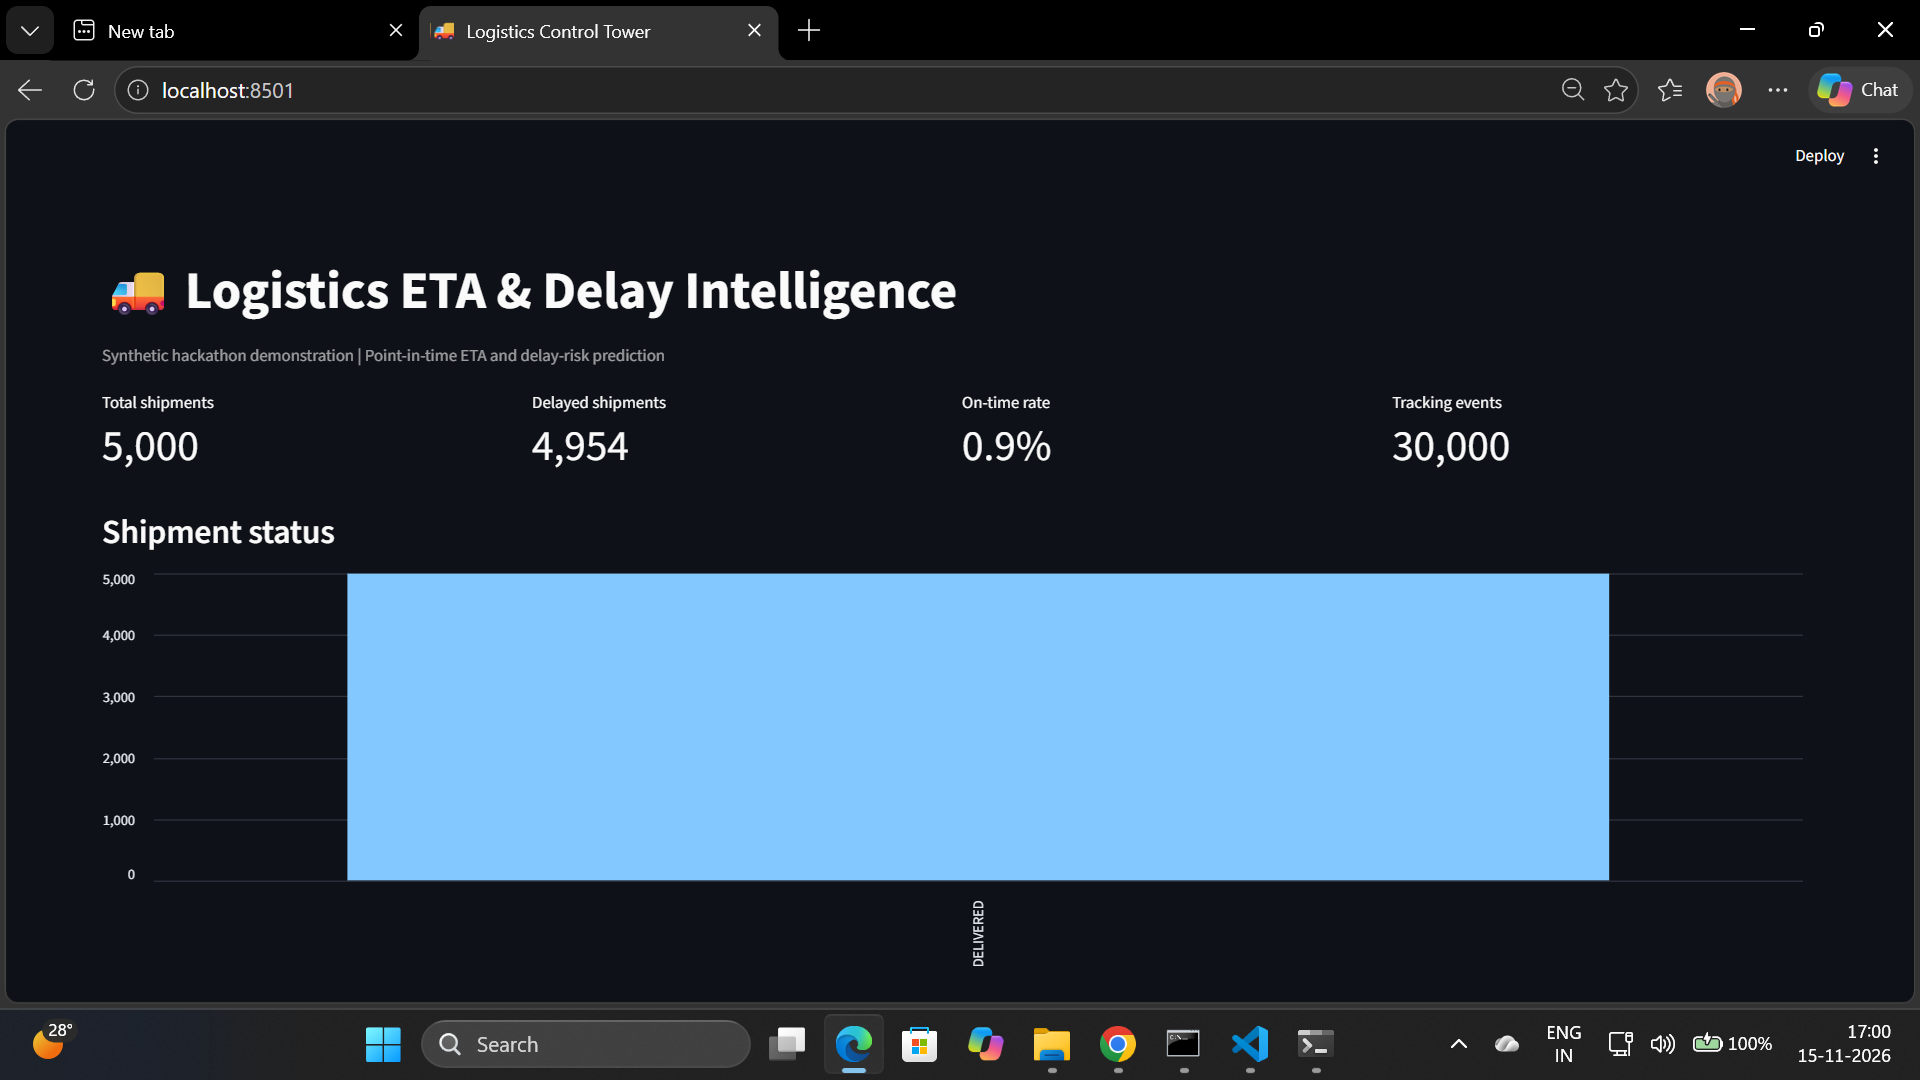 New tab
Logistics Control Tower
localhost:8501
Chat
Deploy
Logistics ETA & Delay Intelligence
Synthetic hackathon demonstration | Point-in-time ETA and delay-risk prediction
Total shipments
5,000
Delayed shipments
4,954
On-time rate
0.9%
Tracking events
30,000
Shipment status
5,000
4,000
3,000
2,000
1,000
0
DELIVERED
28°
Search
ENG
IN
100%
17:00
15-11-2026